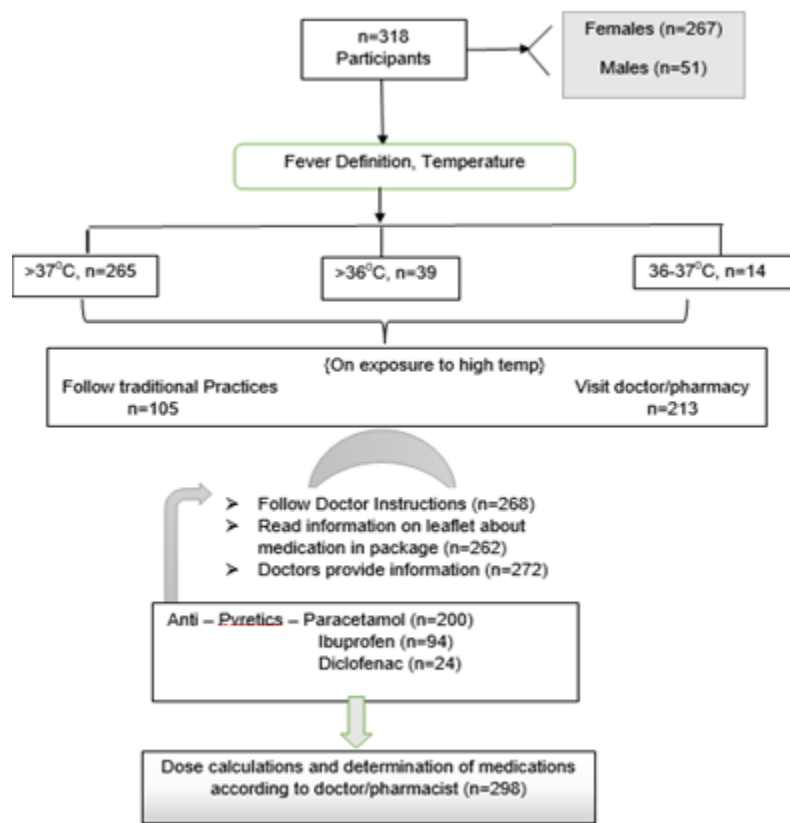 n=318
Participants
Females (n=267)
Males (n=51)
Fever Definition, Temperature
>37⁰C, n=265
>36⁰C, n=39
36-37⁰C, n=14
{On exposure to high temp}
Follow traditional Practices
n=105
Visit doctor/pharmacy
n=213
➢ Follow Doctor Instructions (n=268)
➢ Read information on leaflet about
medication in package (n=262)
➢ Doctors provide information (n=272)
Anti – Pyretics – Paracetamol (n=200)
Ibuprofen (n=94)
Diclofenac (n=24)
Dose calculations and determination of medications
according to doctor/pharmacist (n=298)